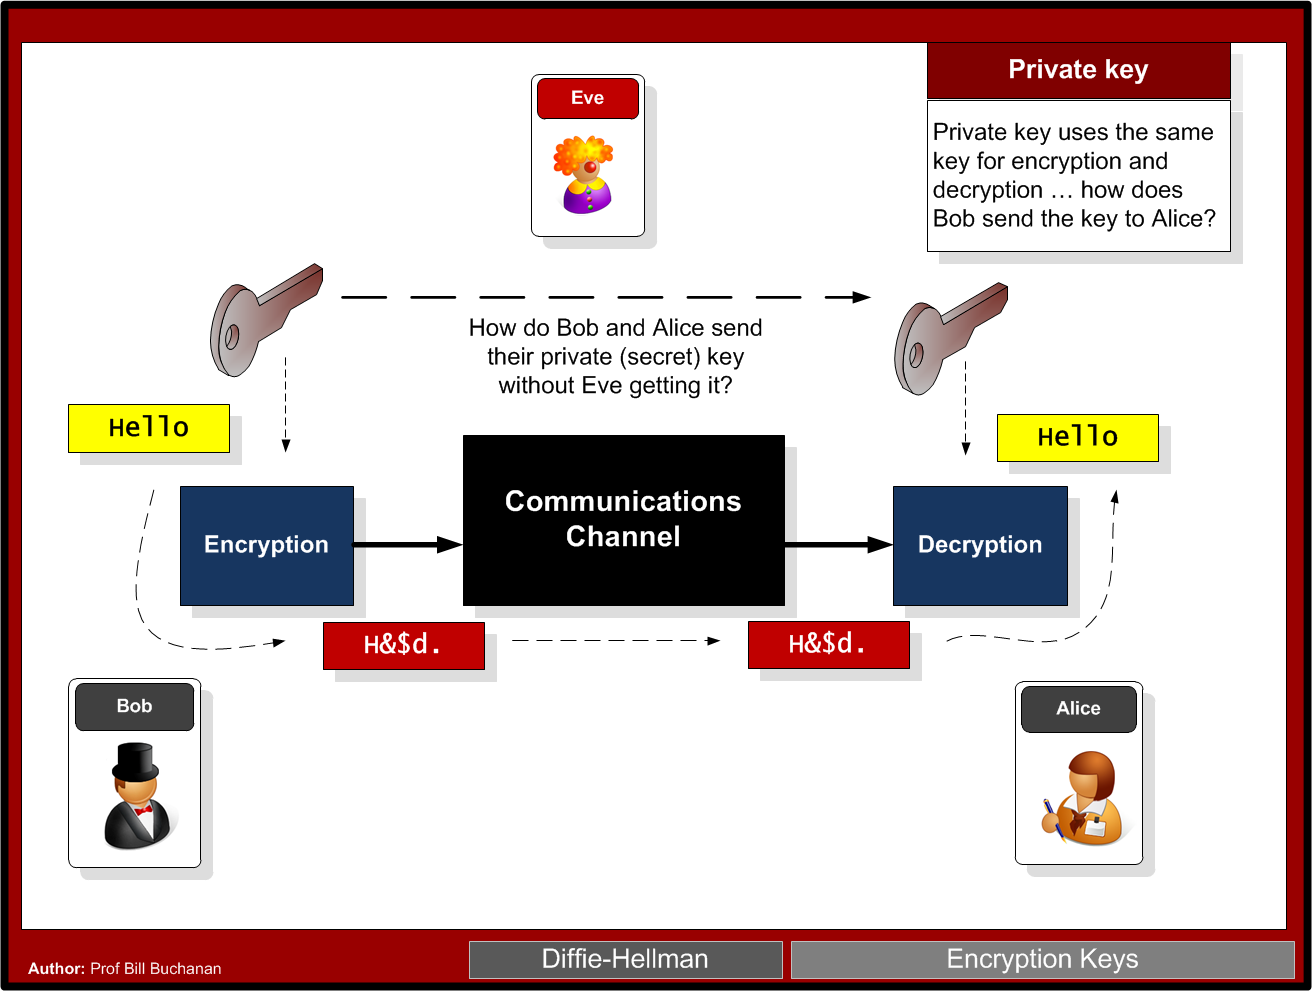 Private key
Eve
Private key uses the same
key for encryption and
decryption … how does
Bob send the key to Alice?
How do Bob and Alice send
their private (secret) key
without Eve getting it?
Hello
Hello
Communications
Channel
Encryption
Decryption
H&$d.
H&$d.
Bob
Alice
Diffie-Hellman
Encryption Keys
Author: Prof Bill Buchanan